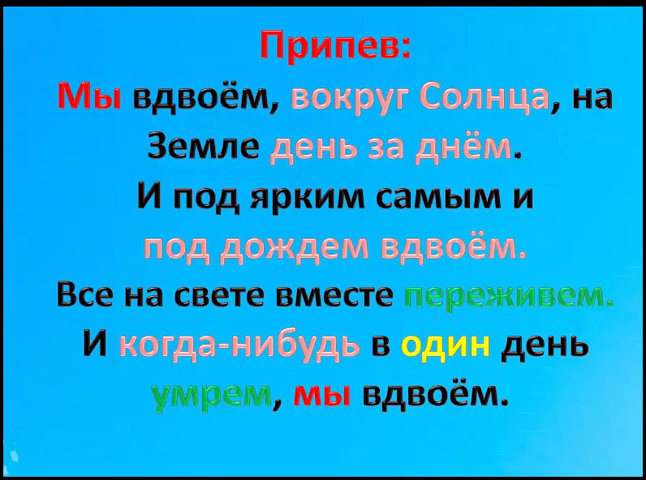 Припев:
Мы вдвоём, вокруг Солнца, на
Земле день за днём.
И под ярким самым и
под дождем вдвоём.
Все на свете вместе переживем.
И когда-нибудь в один день
умрем, мы вдвоём.